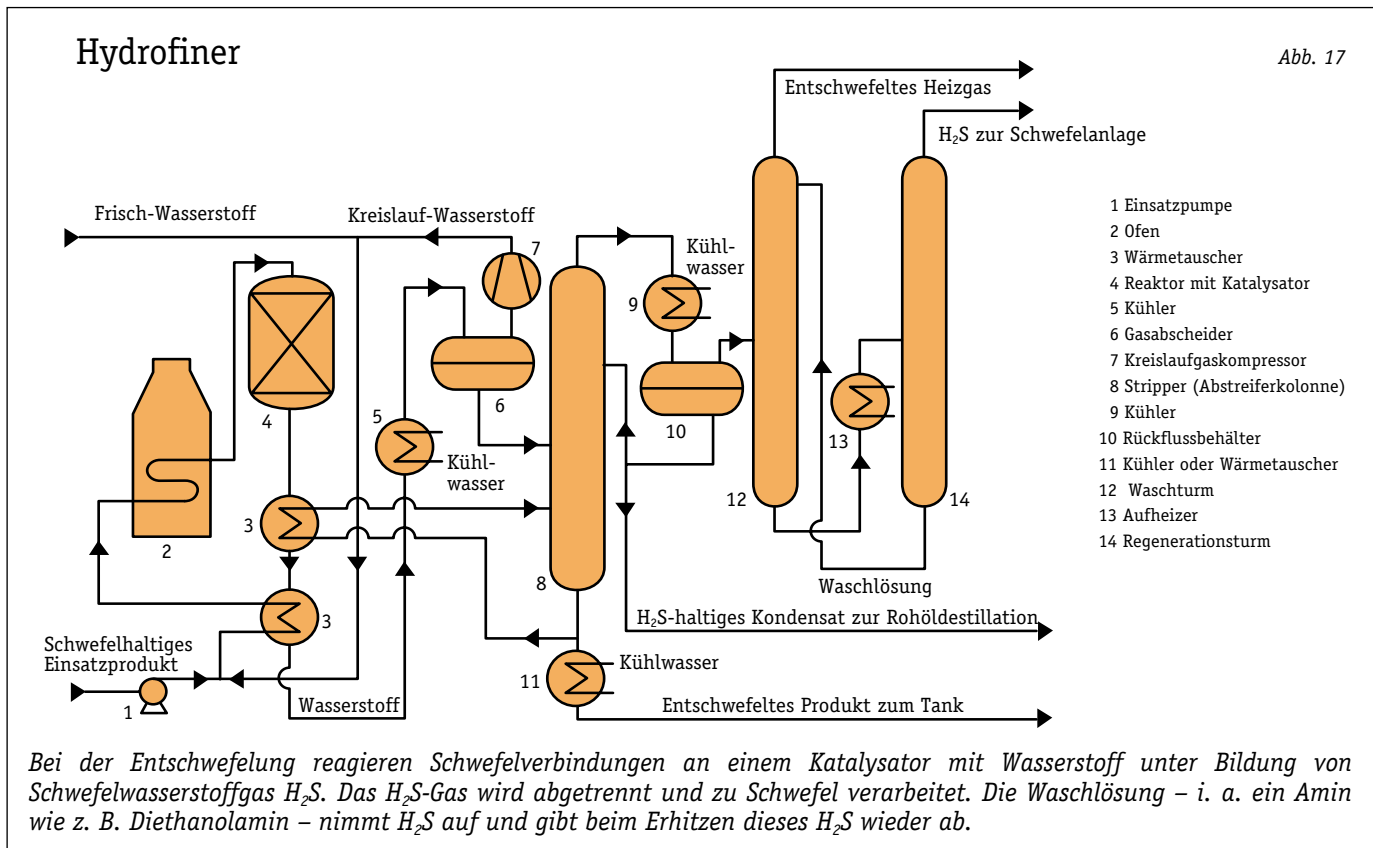 Hydrofiner
Abb. 17
Entschwefeltes Heizgas
H₂S zur Schwefelanlage
Frisch-Wasserstoff
Kreislauf-Wasserstoff
7
Kühl-
wasser
9
4
6
10
5
Kühl-
wasser
13
2
3
12
14
8
Waschlösung
3
H₂S-haltiges Kondensat zur Rohöldestillation
Schwefelhaltiges
Einsatzprodukt
1
Wasserstoff
11
Kühlwasser
Entschwefeltes Produkt zum Tank
1 Einsatzpumpe
2 Ofen
3 Wärmetauscher
4 Reaktor mit Katalysator
5 Kühler
6 Gasabscheider
7 Kreislaufgaskompressor
8 Stripper (Abstreiferkolonne)
9 Kühler
10 Rückflussbehälter
11 Kühler oder Wärmetauscher
12 Waschturm
13 Aufheizer
14 Regenerationsturm
Bei der Entschwefelung reagieren Schwefelverbindungen an einem Katalysator mit Wasserstoff unter Bildung von
Schwefelwasserstoffgas H₂S. Das H₂S-Gas wird abgetrennt und zu Schwefel verarbeitet. Die Waschlösung – i. a. ein Amin
wie z. B. Diethanolamin – nimmt H₂S auf und gibt beim Erhitzen dieses H₂S wieder ab.